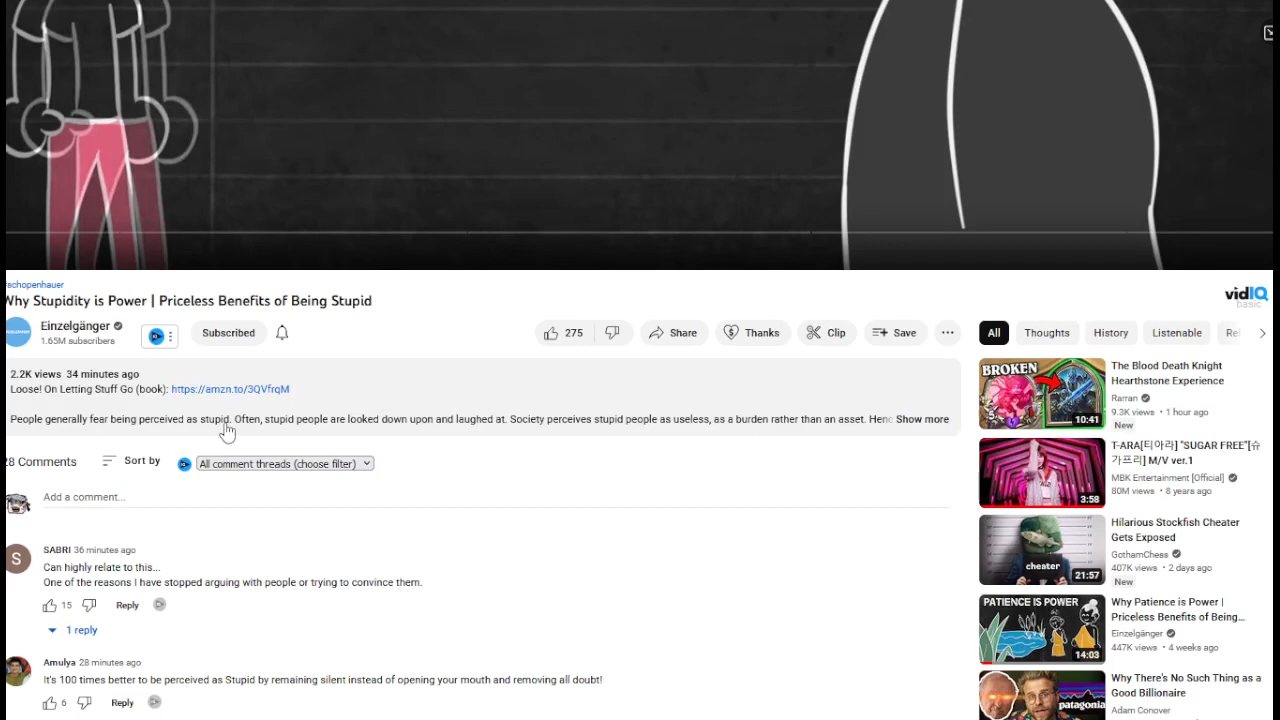 #schopenhauer
Why Stupidity is Power | Priceless Benefits of Being Stupid
vidIQ
basic
Einzelgänger
1.65M subscribers
Subscribed
275
Share
Thanks
Clip
Save
All
Thoughts
History
Listenable
2.2K views 34 minutes ago
Loose! On Letting Stuff Go (book): https://amzn.to/3QVfrqM
People generally fear being perceived as stupid. Often, stupid people are looked down upon and laughed at. Society perceives stupid people as useless, as a burden rather than an asset. Henc Show more
28 Comments
Sort by
All comment threads (choose filter)
Add a comment...
S
SABRI 36 minutes ago
Can highly relate to this...
One of the reasons I have stopped arguing with people or trying to convince them.
15
Reply
1 reply
Amulya 28 minutes ago
It's 100 times better to be perceived as Stupid by remaining silent instead of opening your mouth and removing all doubt!
6
Reply
BROKEN
10:41
The Blood Death Knight
Hearthstone Experience
Rarran
9.3K views • 1 hour ago
New
3:58
T-ARA[티아라] "SUGAR FREE"[슈
가프리] M/V ver.1
MBK Entertainment [Official]
80M views • 8 years ago
cheater
21:57
Hilarious Stockfish Cheater
Gets Exposed
GothamChess
407K views • 2 days ago
New
PATIENCE IS POWER
14:03
Why Patience is Power |
Priceless Benefits of Being...
Einzelgänger
447K views • 4 weeks ago
patagonia
Why There's No Such Thing as a
Good Billionaire
Adam Conover